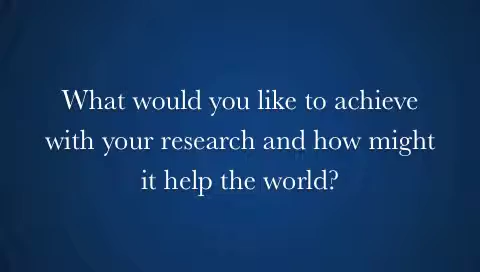 What would you like to achieve
with your research and how might
it help the world?